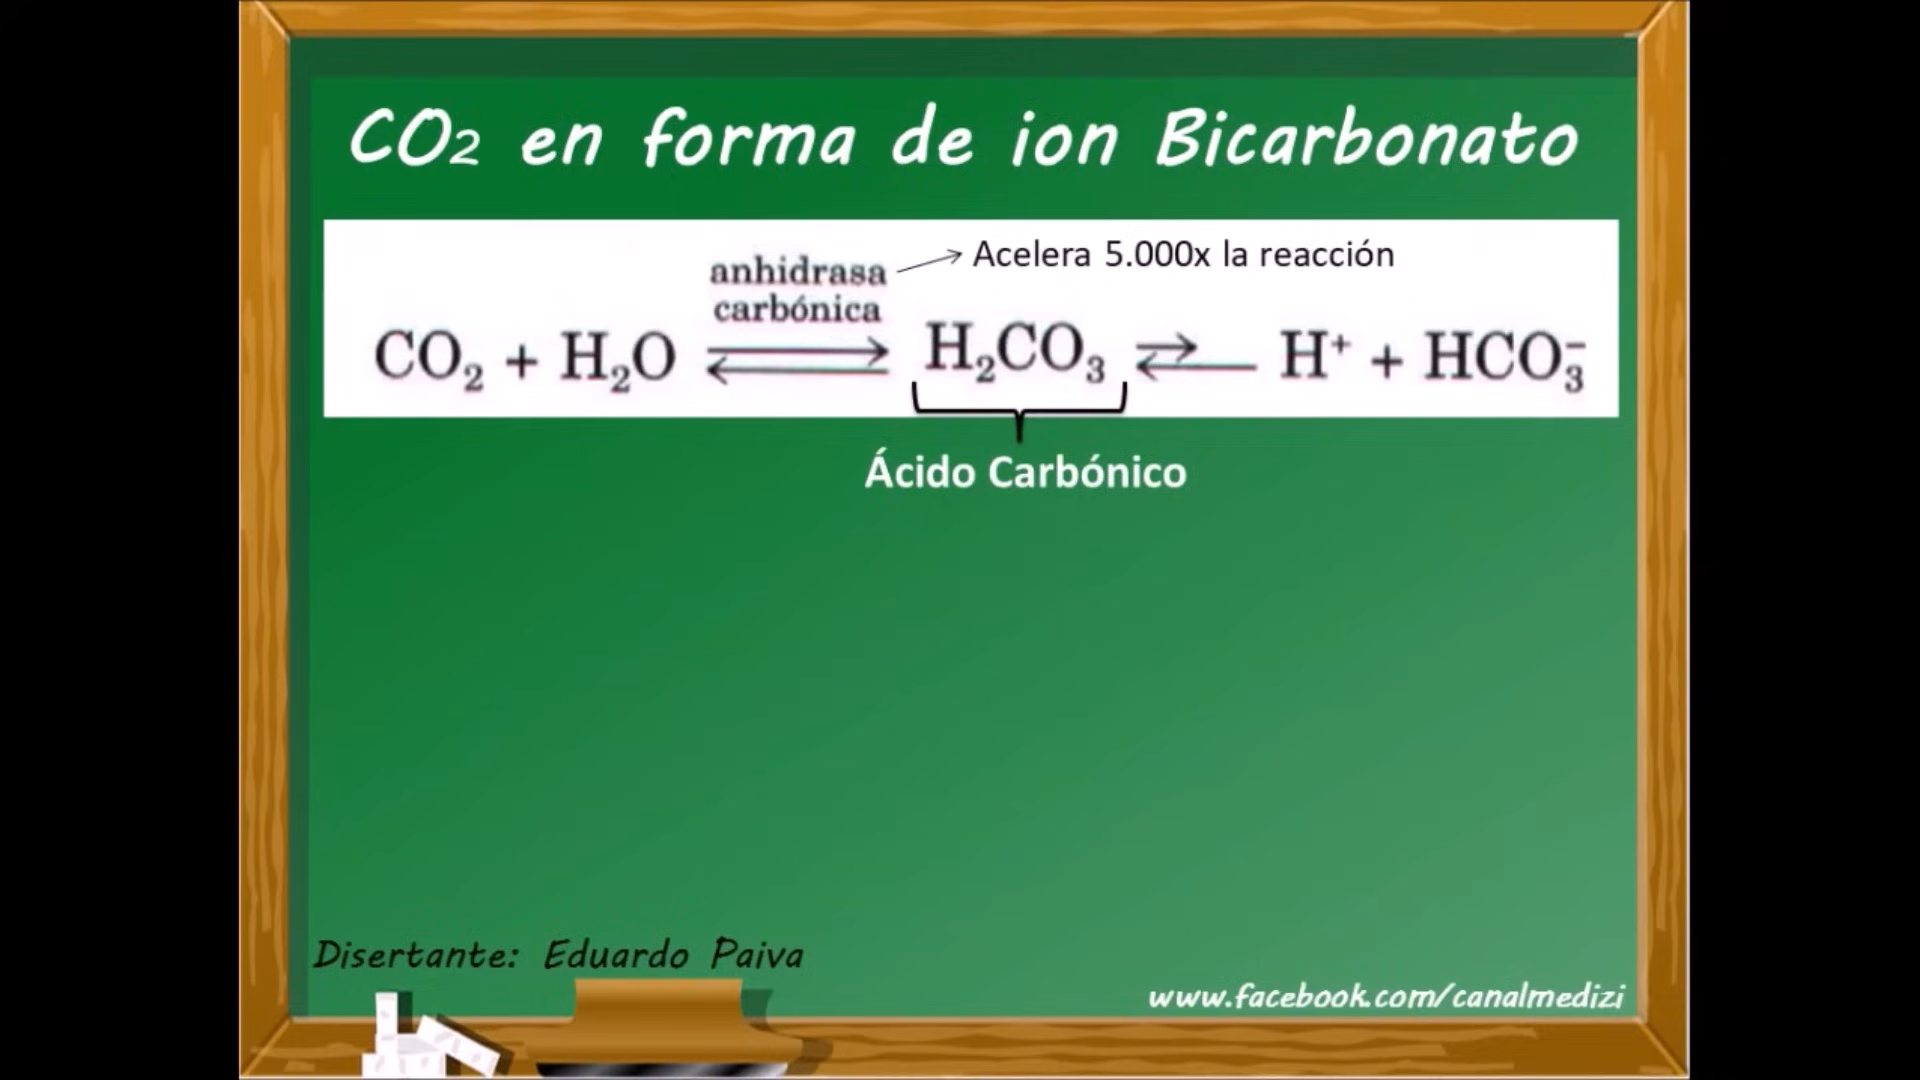 CO₂ en forma de ion Bicarbonato
anhidrasa → Acelera 5.000x la reacción
carbónica
CO₂ + H₂O ⇌ H₂CO₃ ⇌ H⁺ + HCO₃⁻
Ácido Carbónico
Disertante: Eduardo Paiva
www.facebook.com/canalmedizi